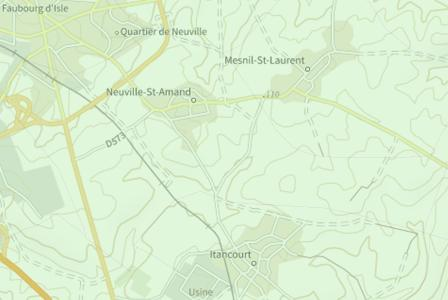 Faubourg d'Isle
Quartier de Neuville
Mesnil-St-Laurent
Neuville-St-Amand
D573
Itancourt
Usine